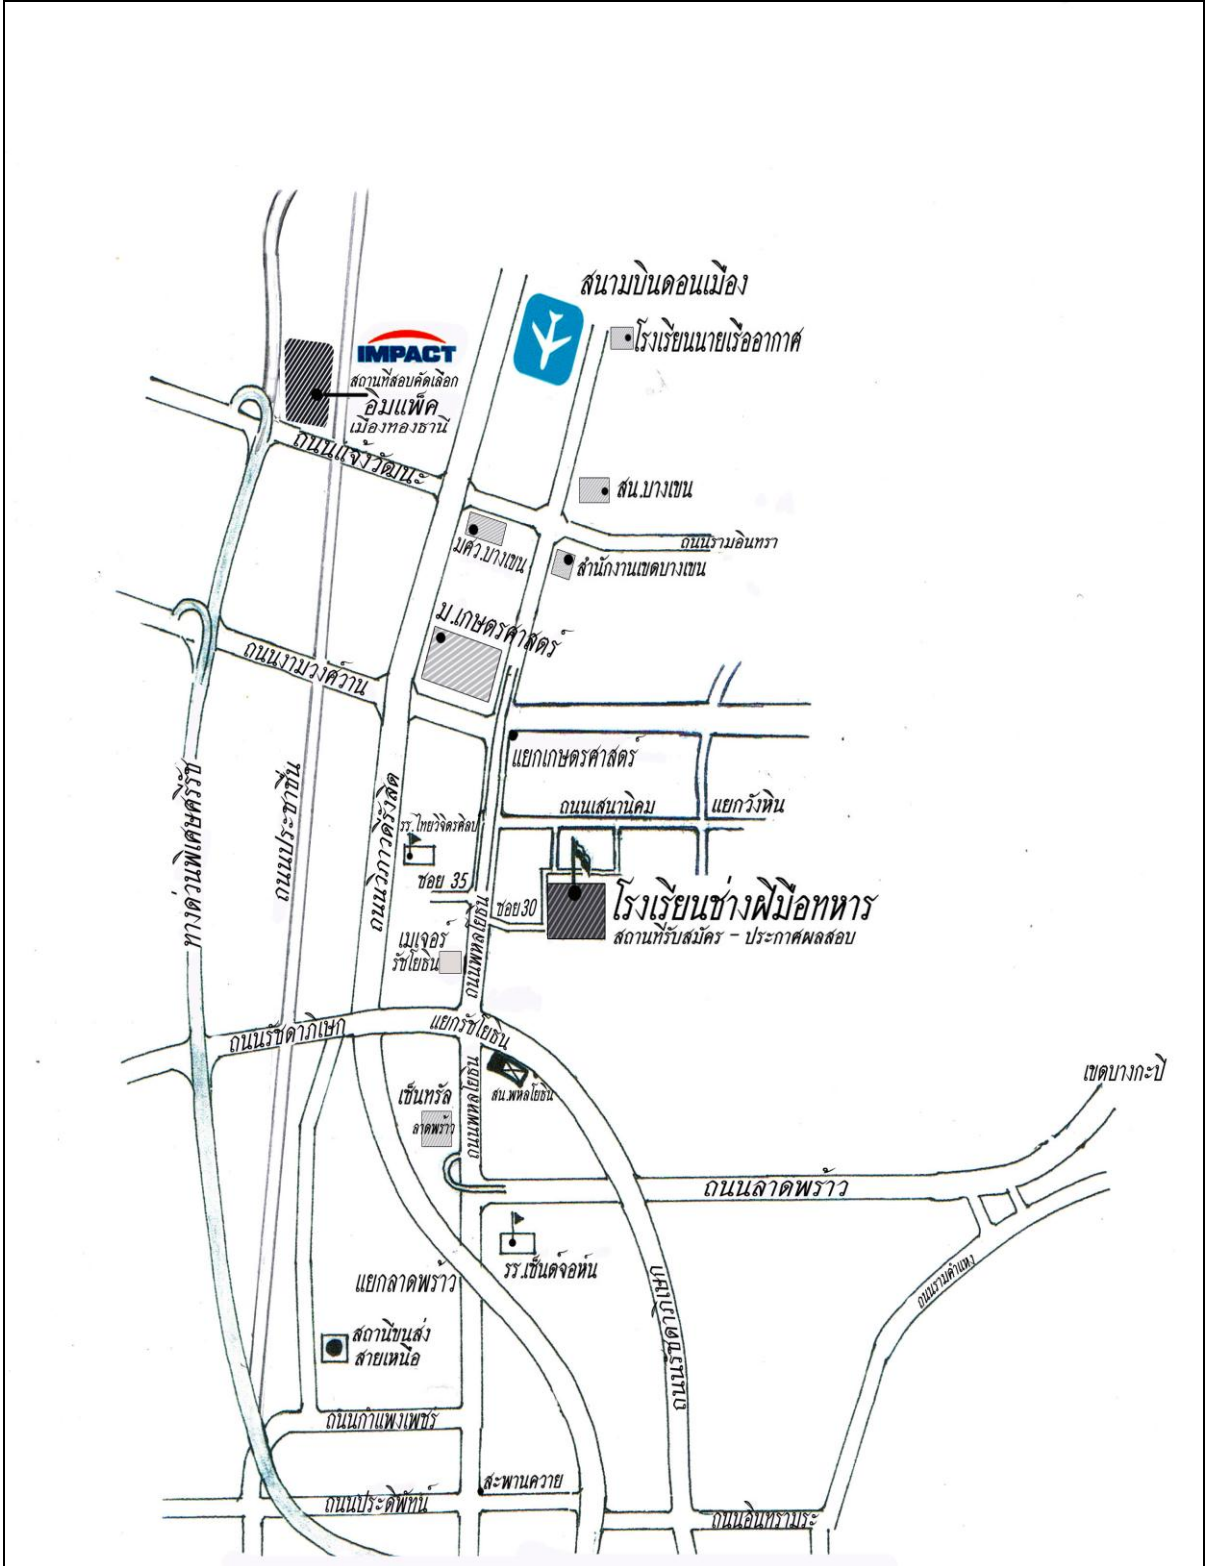 สนามบินดอนเมือง
โรงเรียนนายเรืออากาศ
IMPACT
สถานที่สอบคัดเลือก
อิมแพ็ค
เมืองทองธานี
ถนนแจ้งวัฒนะ
สน.บางเขน
ถนนรามอินทรา
มศว.บางเขน
สำนักงานเขตบางเขน
ม.เกษตรศาสตร์
ถนนงามวงศ์วาน
แยกเกษตรศาสตร์
ทางด่วนพิเศษศรีรัช
ถนนประชาชื่น
ถนนวิภาวดีรังสิต
ถนนเสนานิคม
แยกวังหิน
รร.ไทยวิจิตรศิลป
ซอย 35
ซอย30
โรงเรียนช่างฝีมือทหาร
สถานที่รับสมัคร - ประกาศผลสอบ
เมเจอร์
รัชโยธิน
ถนนพหลโยธิน
ถนนรัชดาภิเษก
แยกรัชโยธิน
เขตบางกะปิ
สน.พหลโยธิน
เซ็นทรัล
ลาดพร้าว
ถนนพหลโยธิน
ถนนลาดพร้าว
รร.เซ็นต์จอห์น
แยกลาดพร้าว
ถนนรัชดาภิเษก
ถนนรามคำแหง
สถานีขนส่ง
สายเหนือ
ถนนกำแพงเพชร
สะพานควาย
ถนนประดิพัทน์
ถนนอินทรามระ